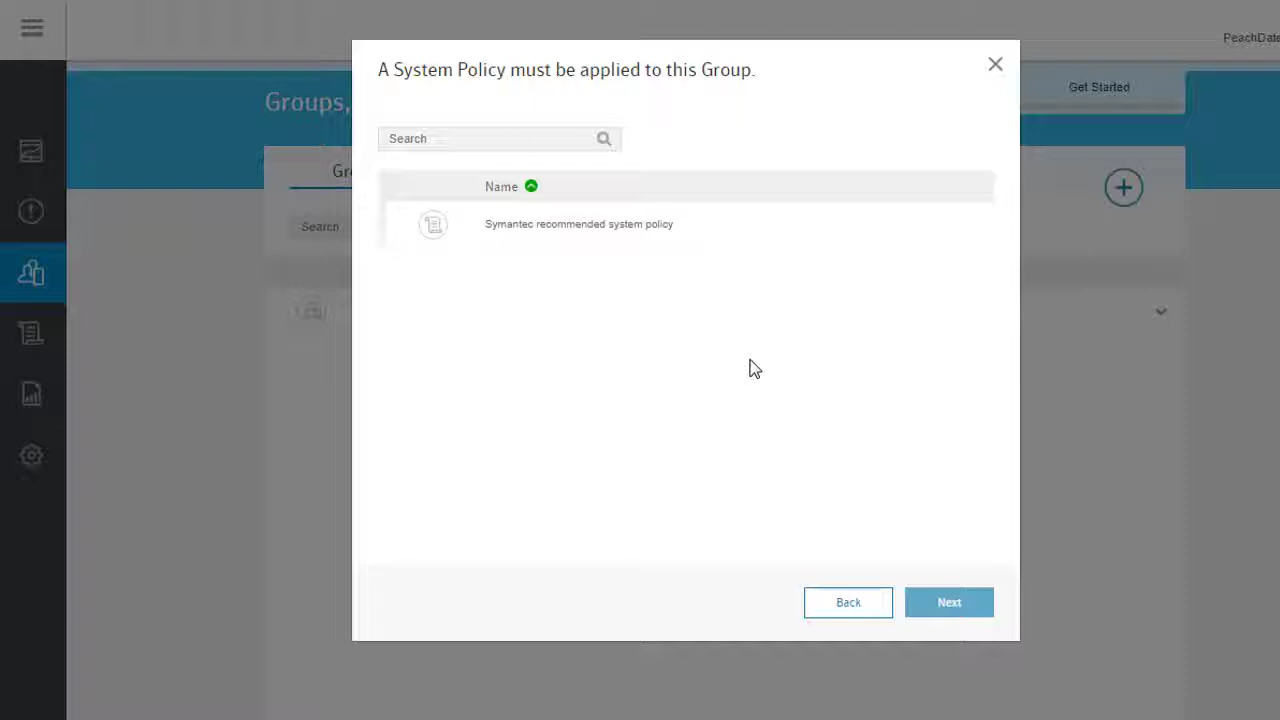 PeachDate
A System Policy must be applied to this Group.
Get Started
Groups,
Search
Gr
Name
Search
Symantec recommended system policy
Back
Next